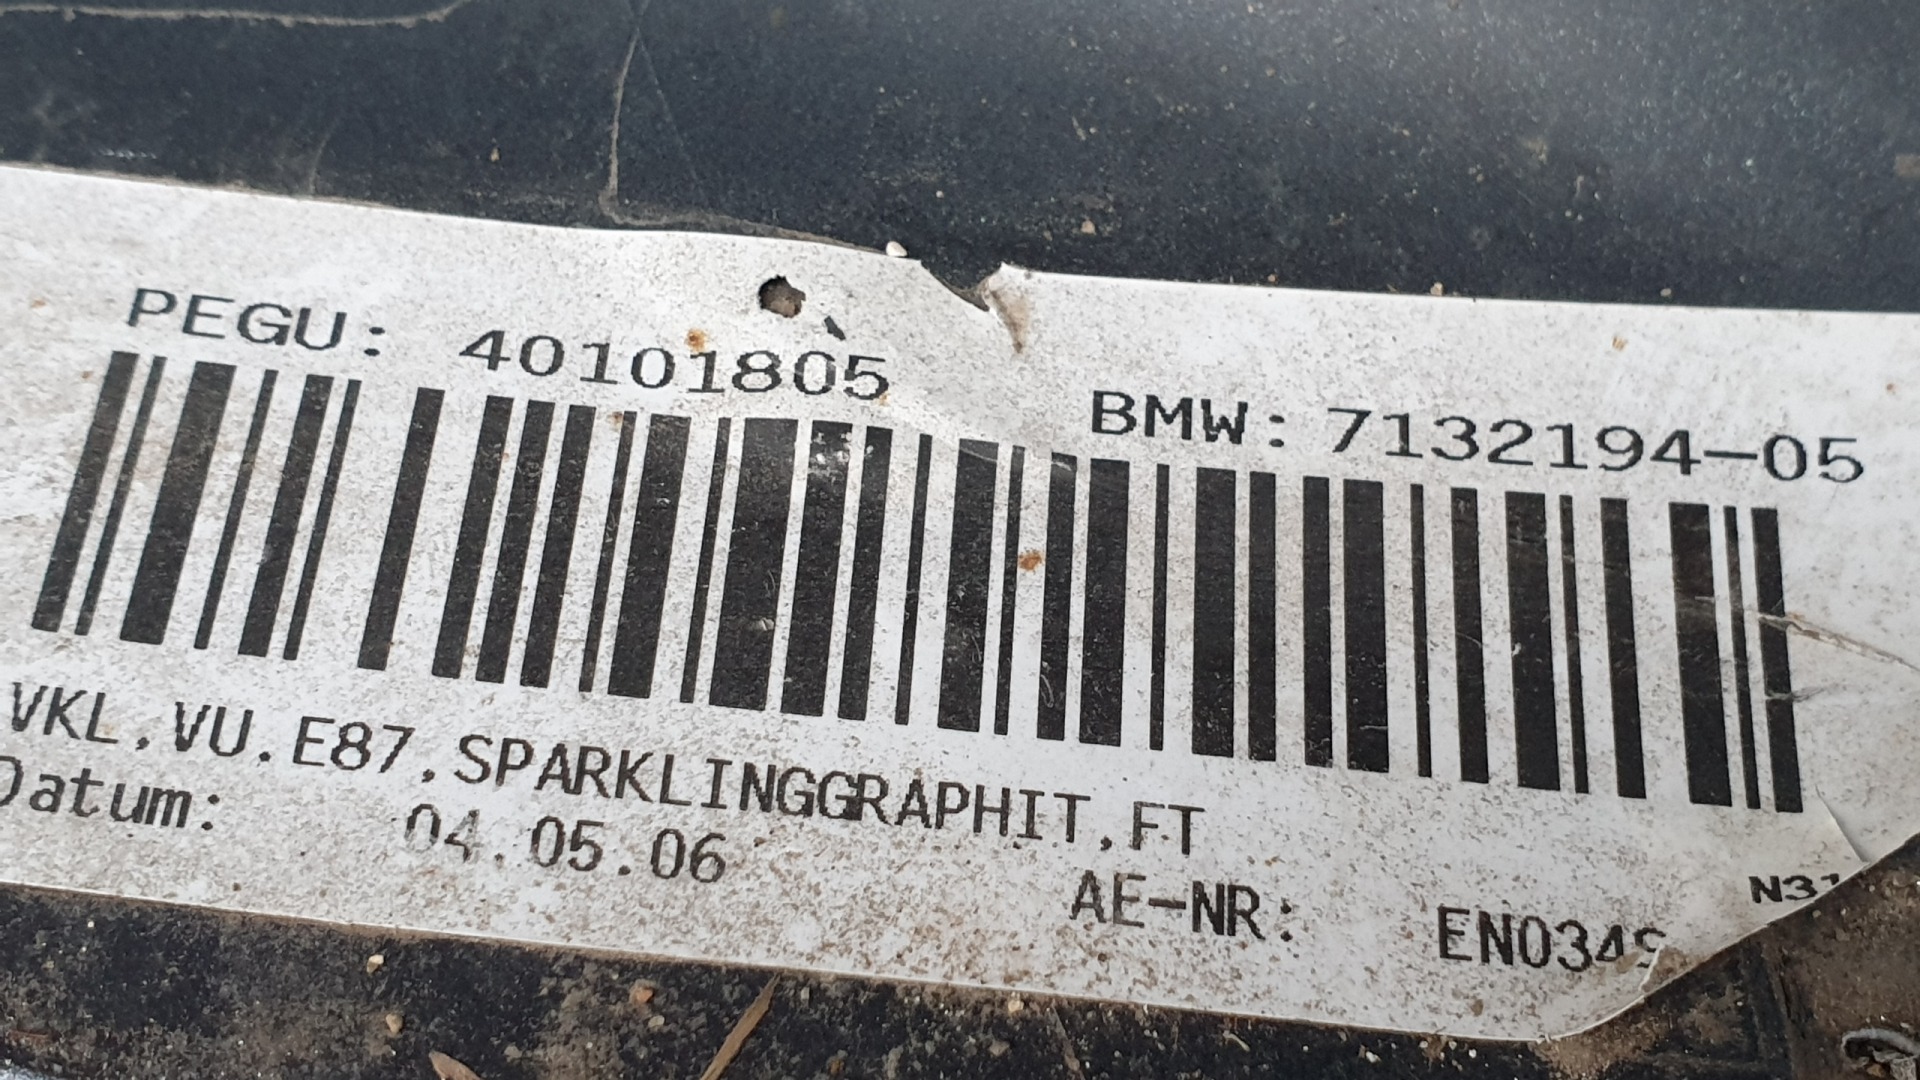 PEGU: 40101805
BMW: 7132194-05
VKL.VU.E87.SPARKLINGGRAPHIT.FT
Datum: 04.05.06
AE-NR: